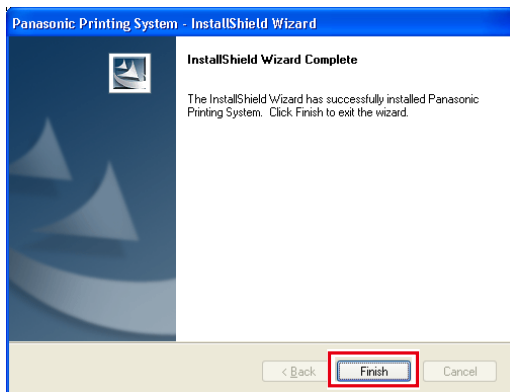 Panasonic Printing System - InstallShield Wizard
InstallShield Wizard Complete
The InstallShield Wizard has successfully installed Panasonic
Printing System. Click Finish to exit the wizard.
< Back
Finish
Cancel